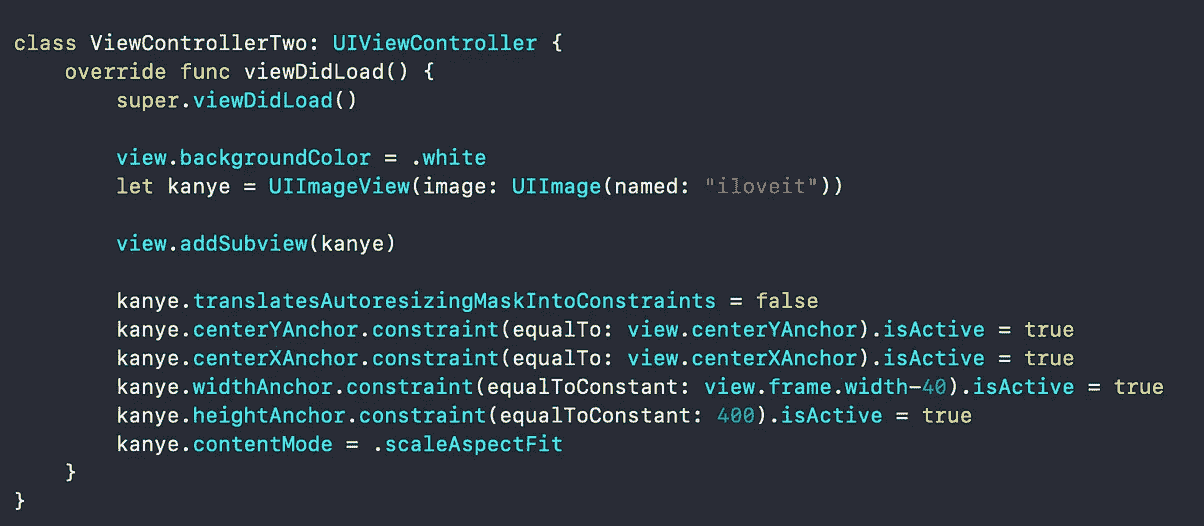 class ViewControllerTwo: UIViewController {
    override func viewDidLoad() {
        super.viewDidLoad()
        view.backgroundColor = .white
        let kanye = UIImageView(image: UIImage(named: "iloveit"))
        view.addSubview(kanye)
        kanye.translatesAutoresizingMaskIntoConstraints = false
        kanye.centerYAnchor.constraint(equalTo: view.centerYAnchor).isActive = true
        kanye.centerXAnchor.constraint(equalTo: view.centerXAnchor).isActive = true
        kanye.widthAnchor.constraint(equalToConstant: view.frame.width-40).isActive = true
        kanye.heightAnchor.constraint(equalToConstant: 400).isActive = true
        kanye.contentMode = .scaleAspectFit
    }
}